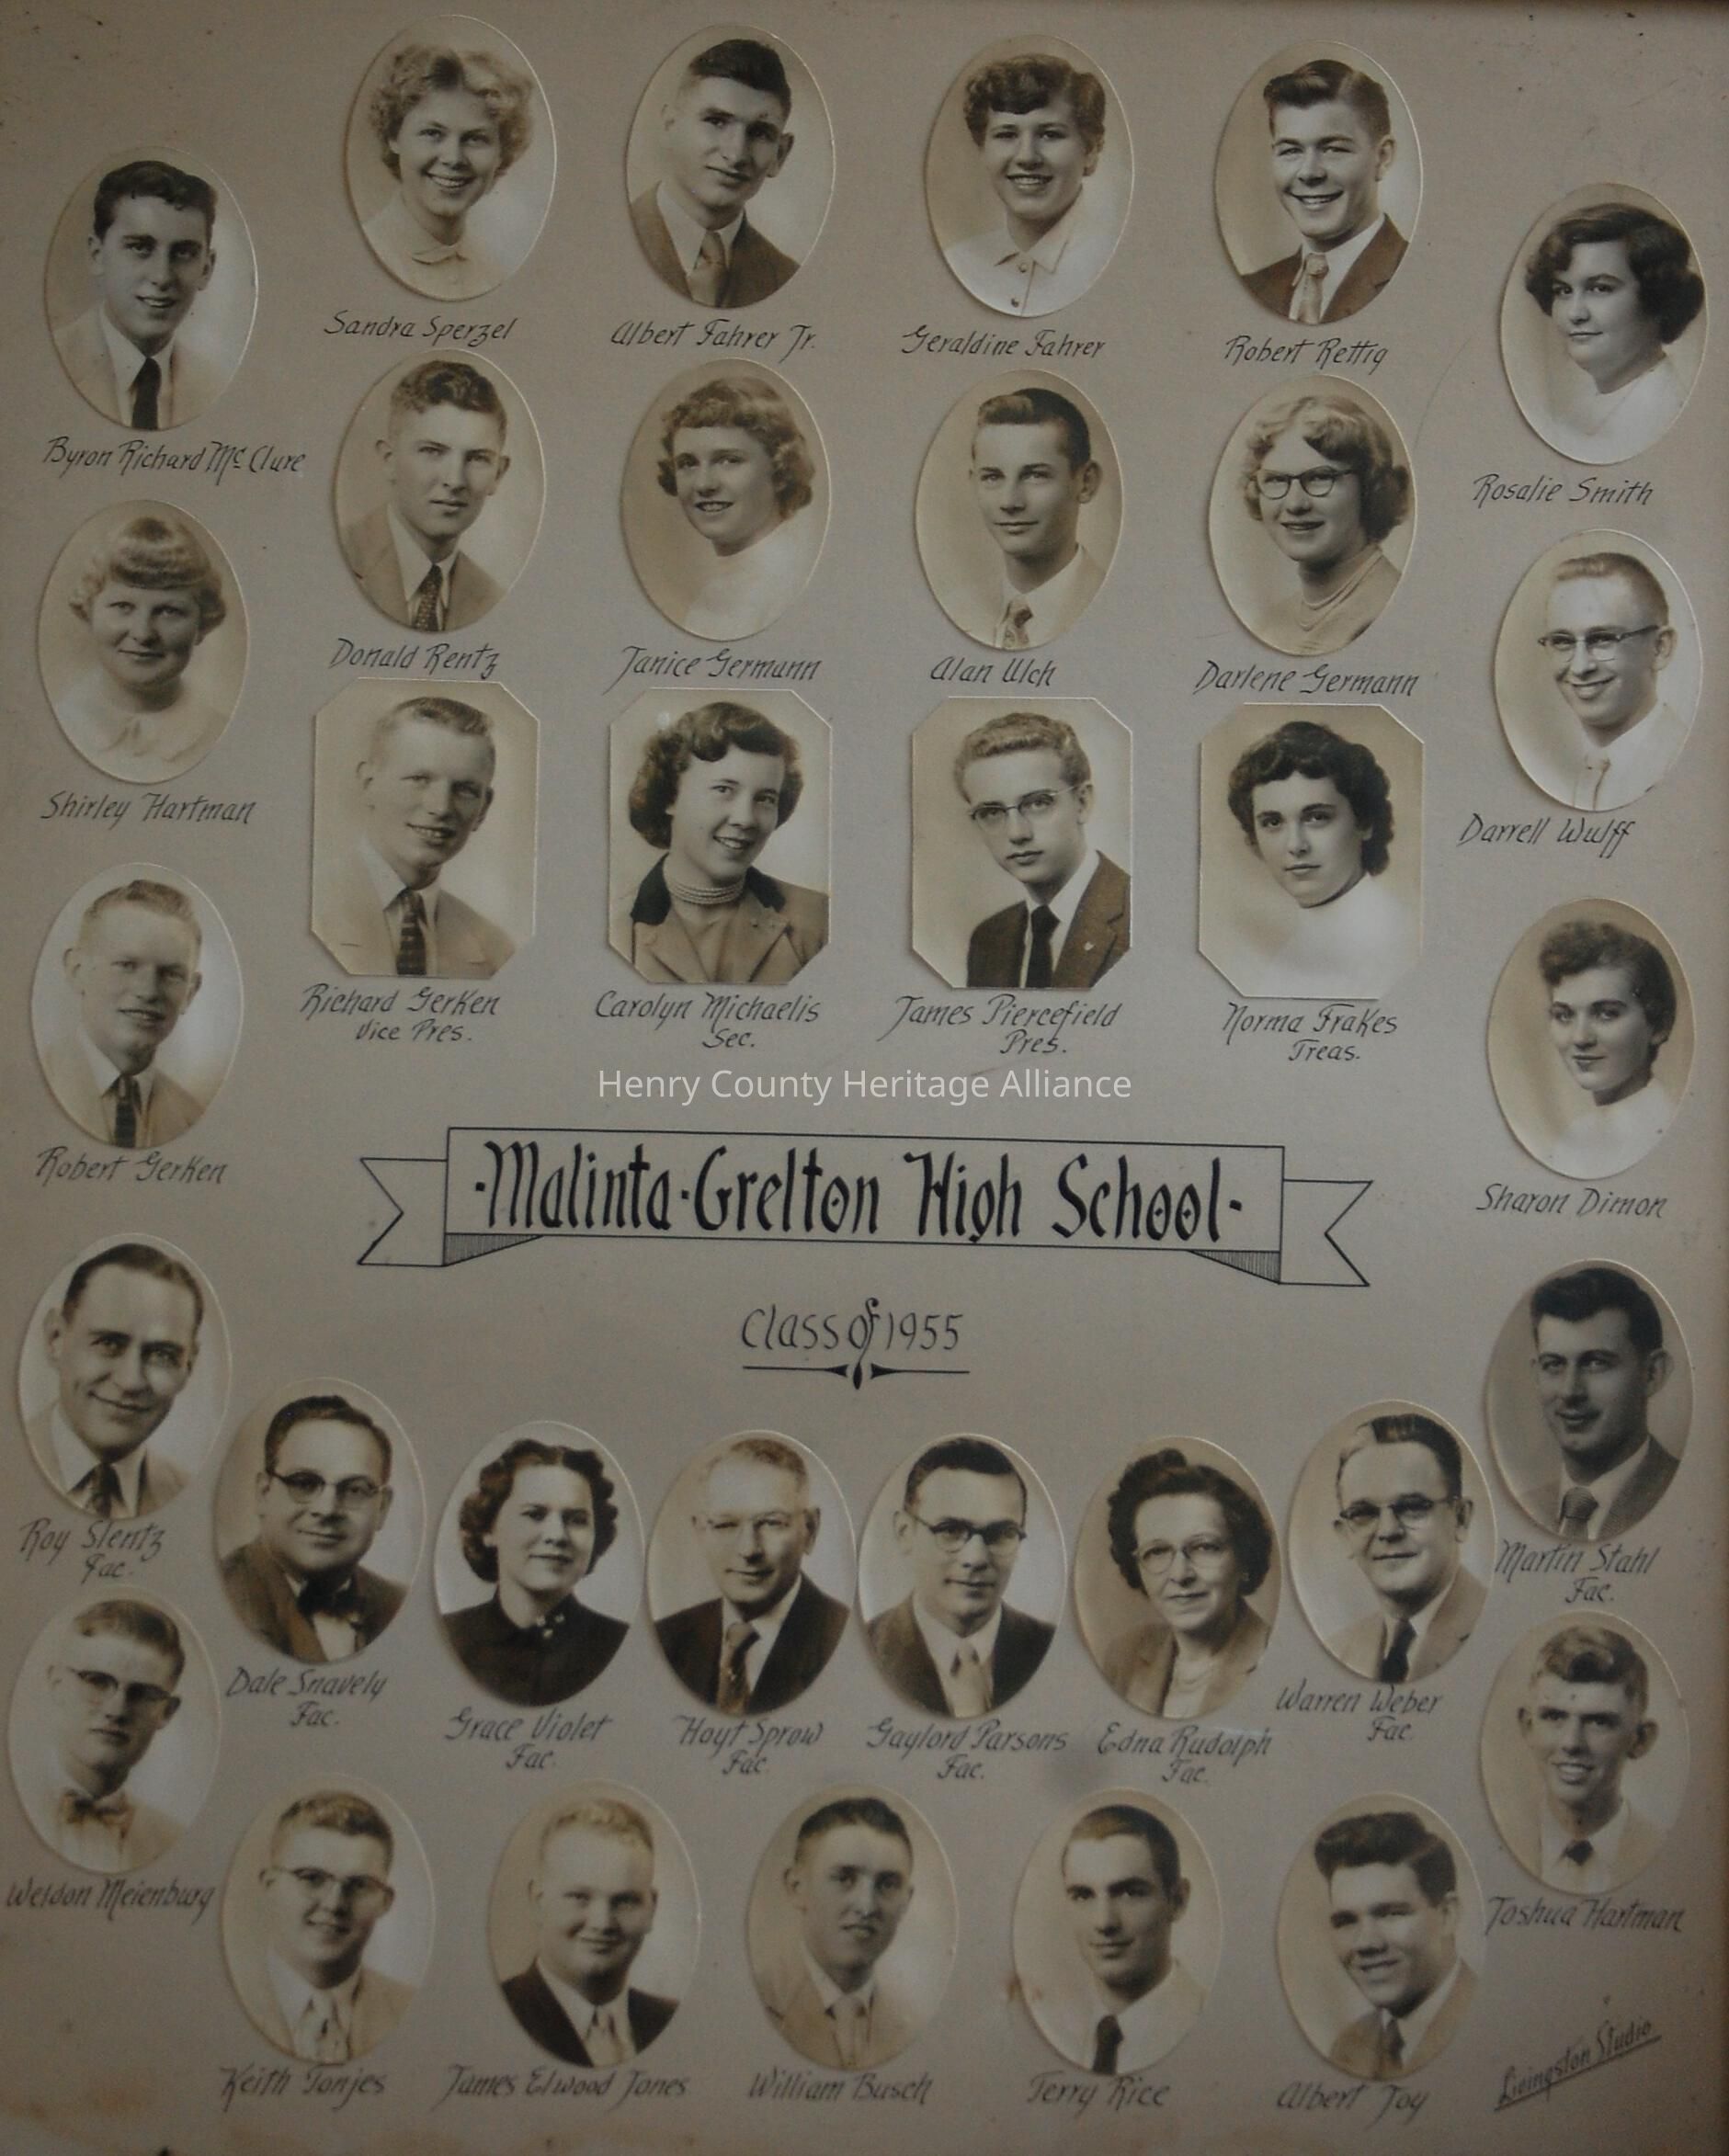 Sandra Sperzel
Albert Fahrer Jr.
Geraldine Fahrer
Robert Rettig
Byron Richard McClure
Rosalie Smith
Donald Rentz
Janice Germann
Alan Ulch
Darlene Germann
Shirley Hartman
Darrell Wulff
Richard Gerken
Vice Pres.
Carolyn Michaelis
Sec.
James Piercefield
Pres.
Norma Frakes
Treas.
Henry County Heritage Alliance
Robert Gerken
Sharon Dimon
-Malinta-Grelton High School-
Class of 1955
Roy Slentz
Fac.
Martin Stahl
Fac.
Dale Snavely
Fac.
Grace Violet
Fac.
Hoyt Sprow
Fac.
Gaylord Parsons
Fac.
Edna Rudolph
Fac.
Warren Weber
Fac.
Weldon Meienburg
Joshua Hartman
Keith Tonjes
James Elwood Jones
William Busch
Terry Rice
Albert Joy
Livingston Studio